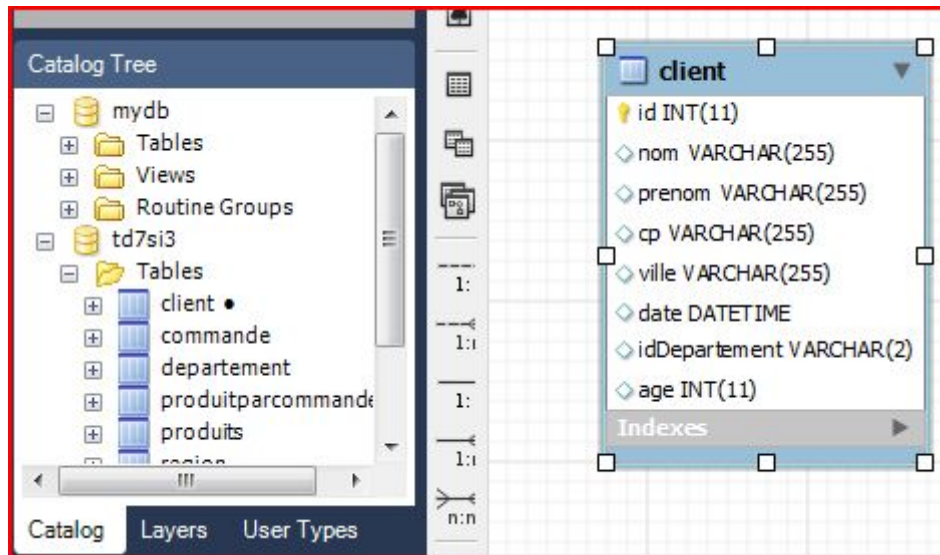 Catalog Tree
mydb
Tables
Views
Routine Groups
td7si3
Tables
client •
commande
departement
produitparcommande
produits
region
Catalog Layers User Types
1:
1:n
1:
1:n
n:n
client
id INT(11)
nom VARCHAR(255)
prenom VARCHAR(255)
cp VARCHAR(255)
ville VARCHAR(255)
date DATETIME
idDepartement VARCHAR(2)
age INT(11)
Indexes